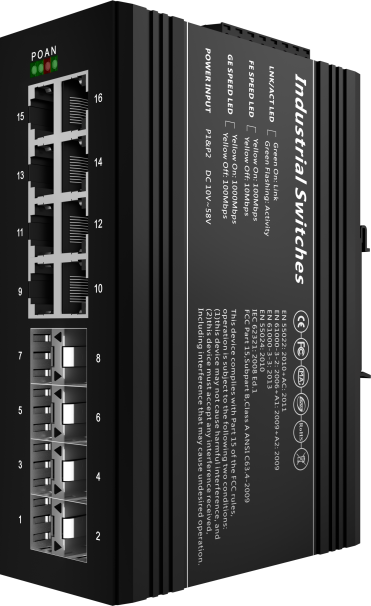 POAN
15 16
13 14
11 12
9 10
7 8
5 6
3 4
1 2
Industrial Switches
LNK/ACT LED
Green On: Link
Green Flashing: Activity
FE SPEED LED
Yellow On: 100Mbps
Yellow Off: 10Mbps
GE SPEED LED
Yellow On: 1000Mbps
Yellow Off: 100Mbps
POWER INPUT P1&P2 DC 10V~58V
CE FC RoHS
EN 55022: 2010+AC: 2011
EN 61000-3-2: 2006+A1: 2009+A2: 2009
EN 61000-3-3: 2013
EN 55024: 2010
IEC 62321: 2008 Ed.1
FCC Part 15,Subpart B,Class A ANSI C63.4-2009
This device complies with Part 15 of the FCC rules,
operation is subject to the following two conditions:
(1)this device may not cause harmful interference, and
(2)this device must accept any interference received,
including interference that may cause undesired operation.